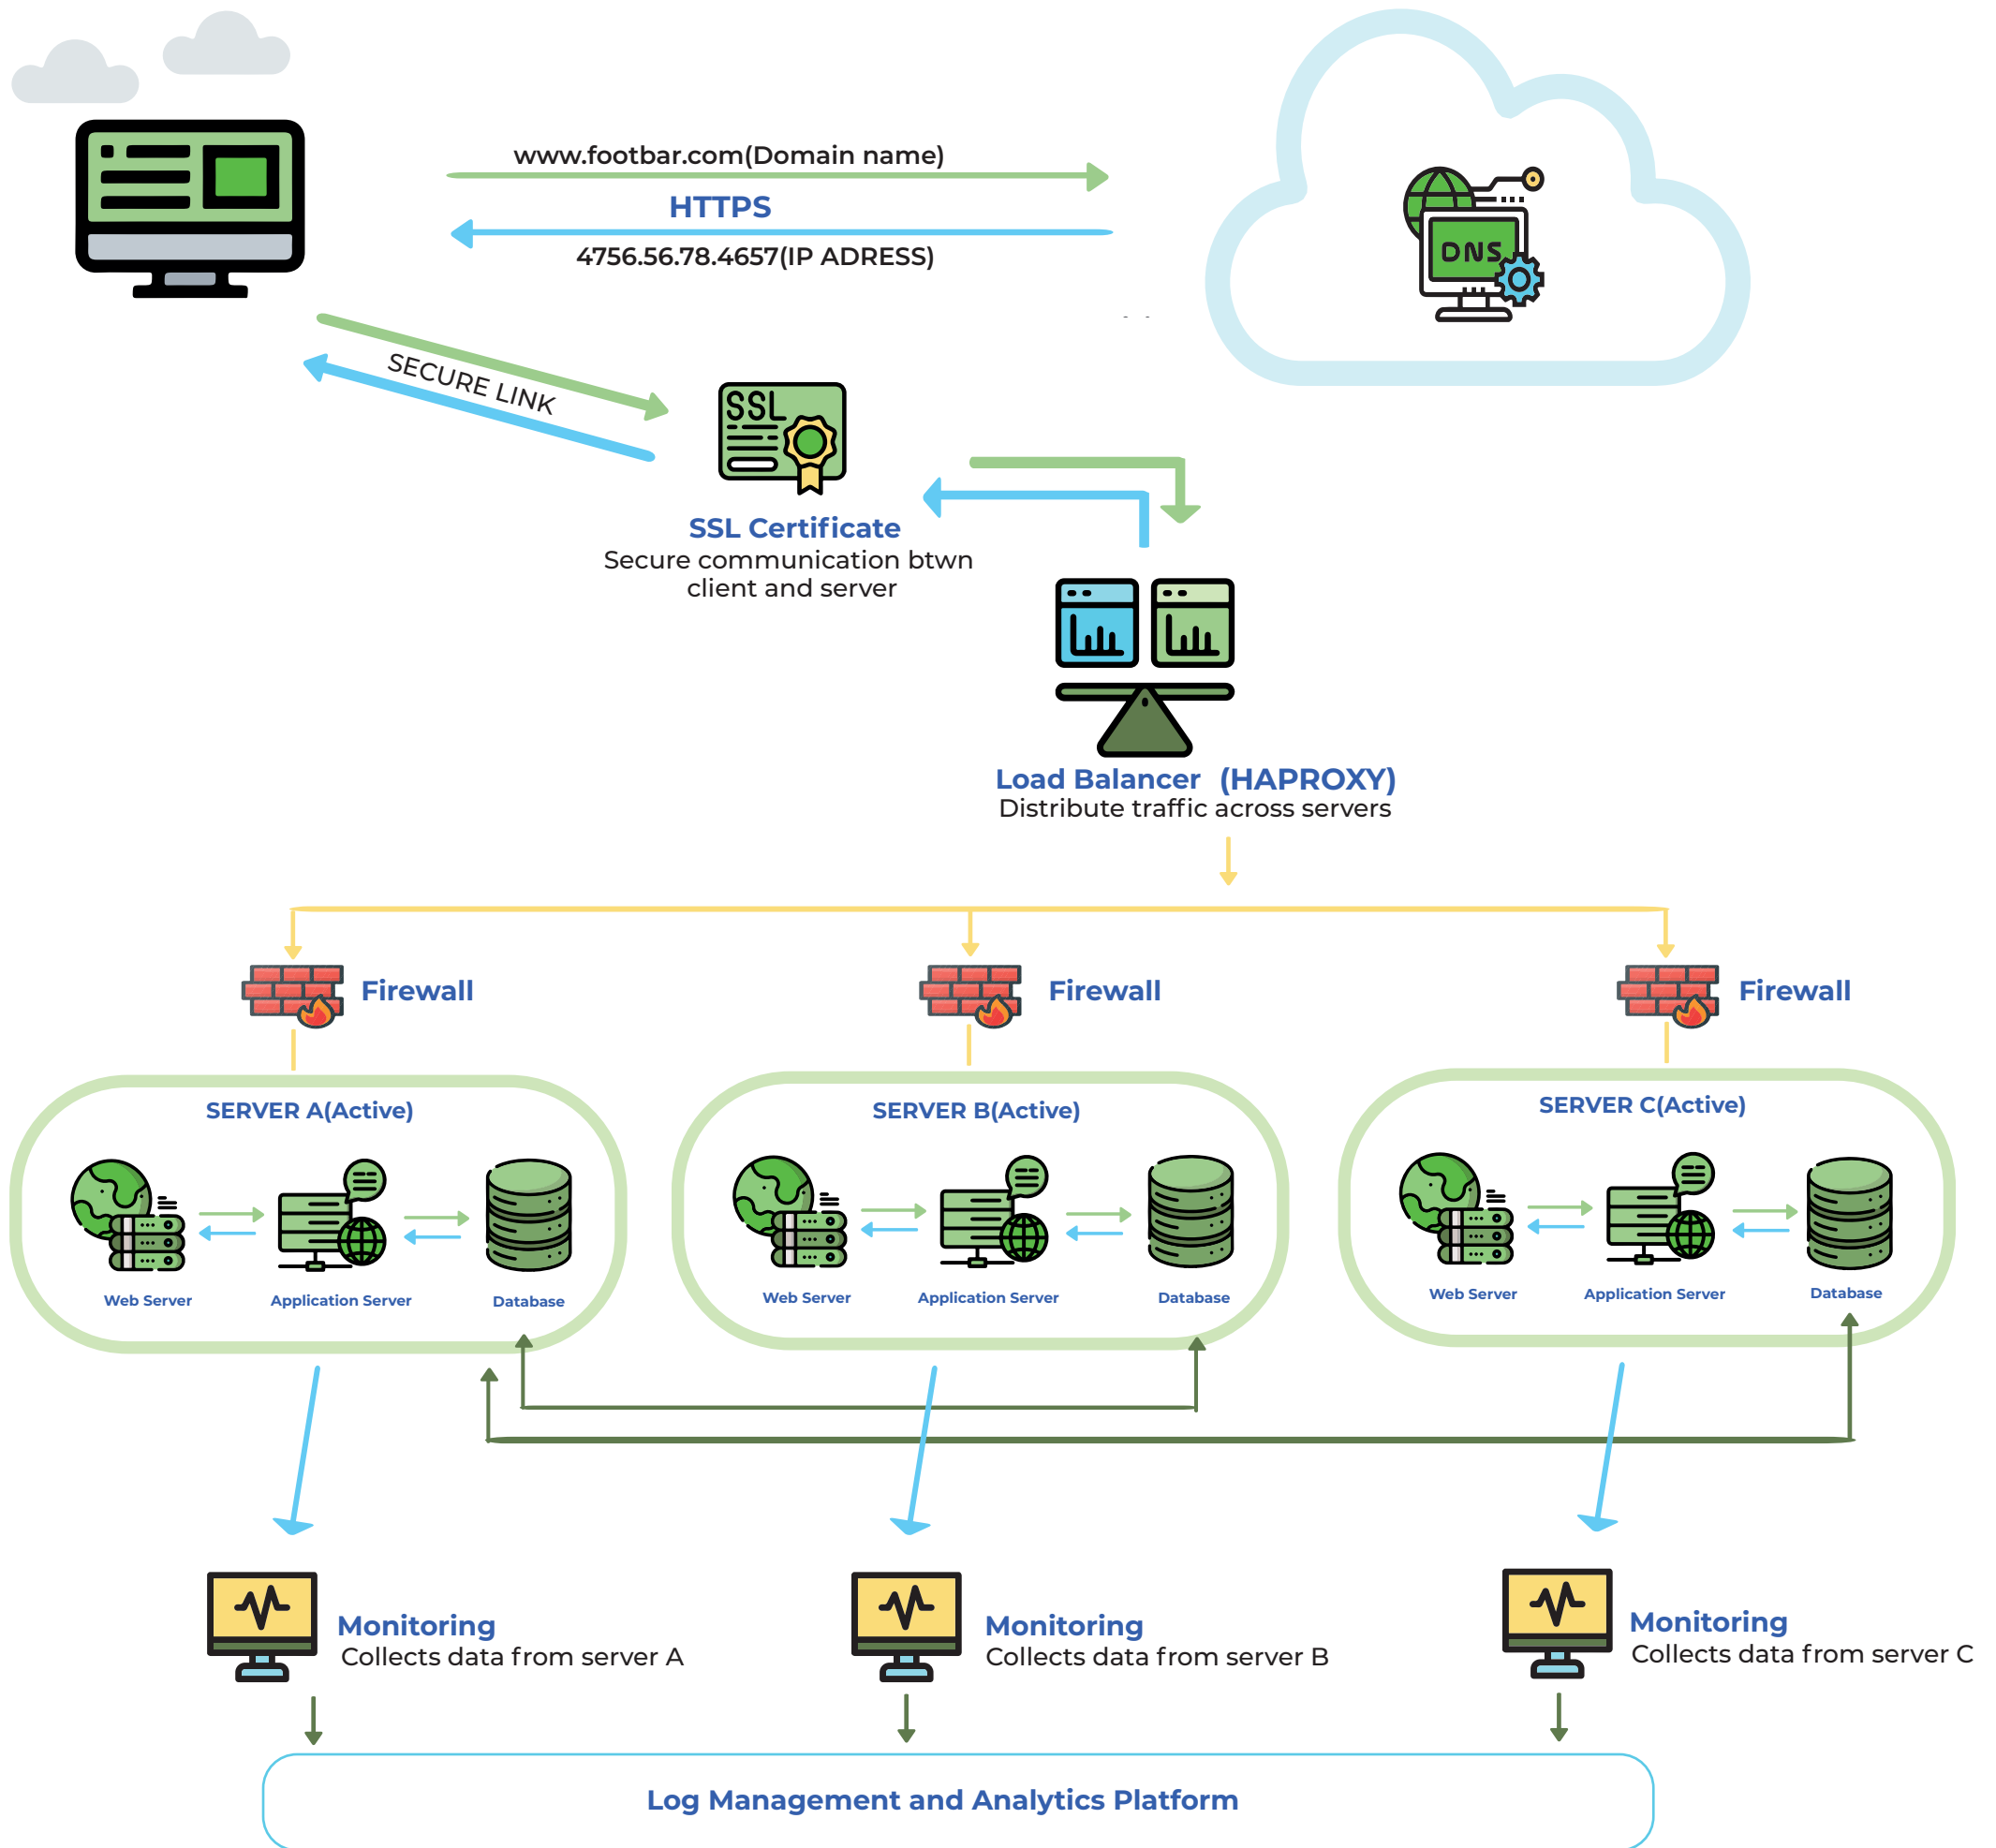 www.footbar.com(Domain name)
HTTPS
4756.56.78.4657(IP ADRESS)
DNS
SECURE LINK
SSL
SSL Certificate
Secure communication btwn
client and server
Load Balancer (HAPROXY)
Distribute traffic across servers
Firewall
Firewall
Firewall
SERVER A(Active)
SERVER B(Active)
SERVER C(Active)
Web Server
Application Server
Database
Web Server
Application Server
Database
Web Server
Application Server
Database
Monitoring
Collects data from server A
Monitoring
Collects data from server B
Monitoring
Collects data from server C
Log Management and Analytics Platform